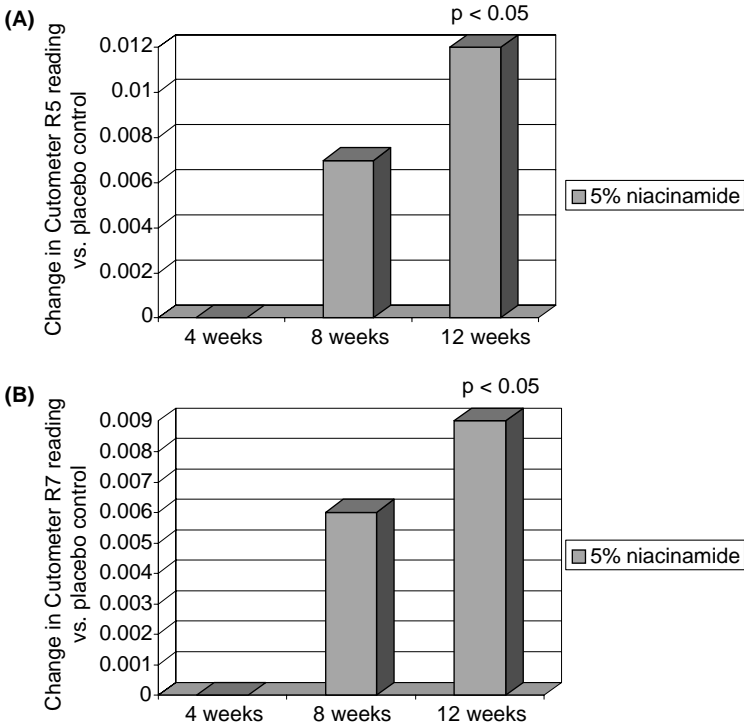 (A)
p < 0.05
Change in Cutometer R5 reading
vs. placebo control
0.012
0.01
0.008
0.006
0.004
0.002
0
4 weeks
8 weeks
12 weeks
5% niacinamide
(B)
p < 0.05
Change in Cutometer R7 reading
vs. placebo control
0.009
0.008
0.007
0.006
0.005
0.004
0.003
0.002
0.001
0
4 weeks
8 weeks
12 weeks
5% niacinamide